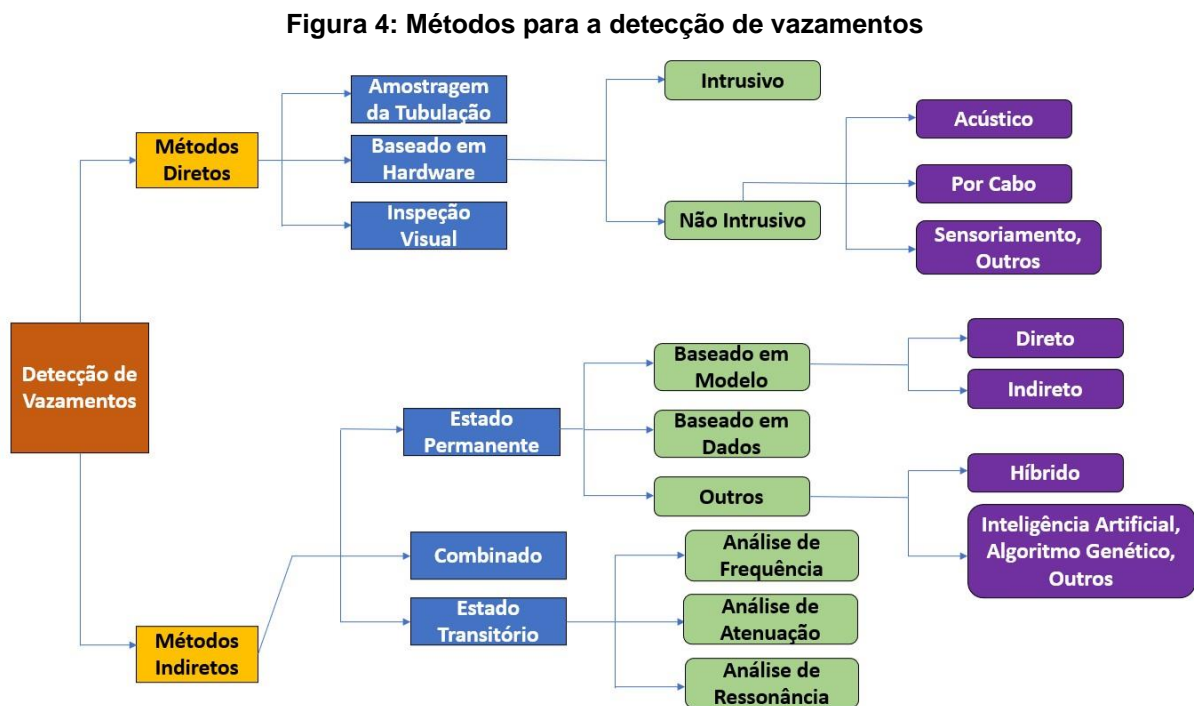 Figura 4: Métodos para a detecção de vazamentos
Detecção de
Vazamentos
Métodos
Diretos
Amostragem
da Tubulação
Baseado em
Hardware
Inspeção
Visual
Intrusivo
Não Intrusivo
Acústico
Por Cabo
Sensoriamento,
Outros
Métodos
Indiretos
Estado
Permanente
Combinado
Estado
Transitório
Baseado em
Modelo
Baseado em
Dados
Outros
Direto
Indireto
Híbrido
Inteligência Artificial,
Algoritmo Genético,
Outros
Análise de
Frequência
Análise de
Atenuação
Análise de
Ressonância